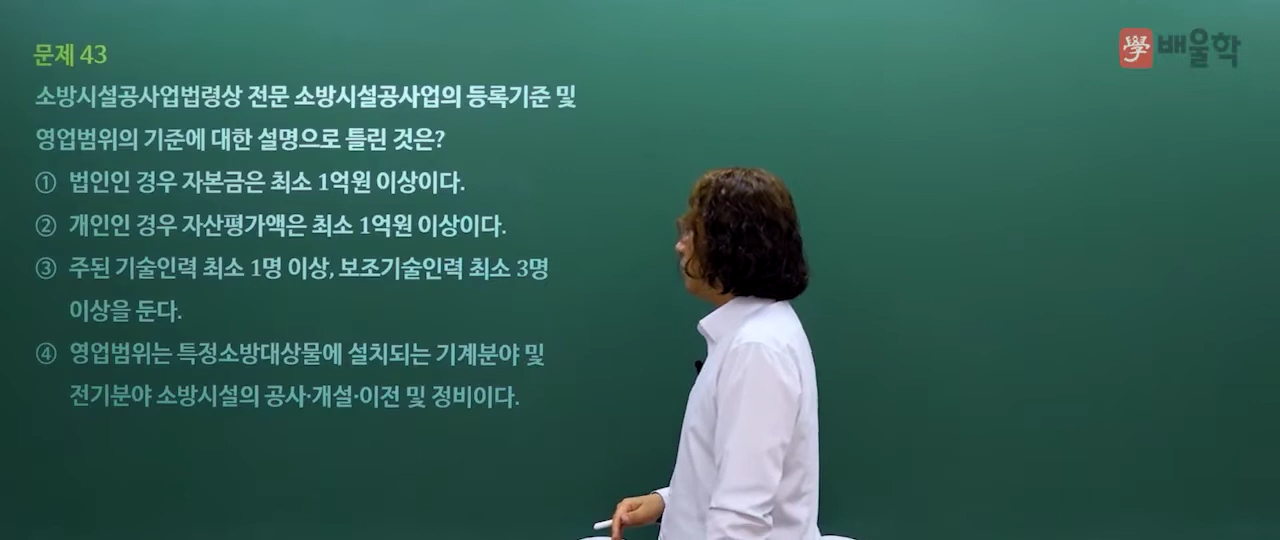 문제 43
學 배울학
소방시설공사업법령상 전문 소방시설공사업의 등록기준 및
영업범위의 기준에 대한 설명으로 틀린 것은?
① 법인인 경우 자본금은 최소 1억원 이상이다.
② 개인인 경우 자산평가액은 최소 1억원 이상이다.
③ 주된 기술인력 최소 1명 이상, 보조기술인력 최소 3명
이상을 둔다.
④ 영업범위는 특정소방대상물에 설치되는 기계분야 및
전기분야 소방시설의 공사·개설·이전 및 정비이다.